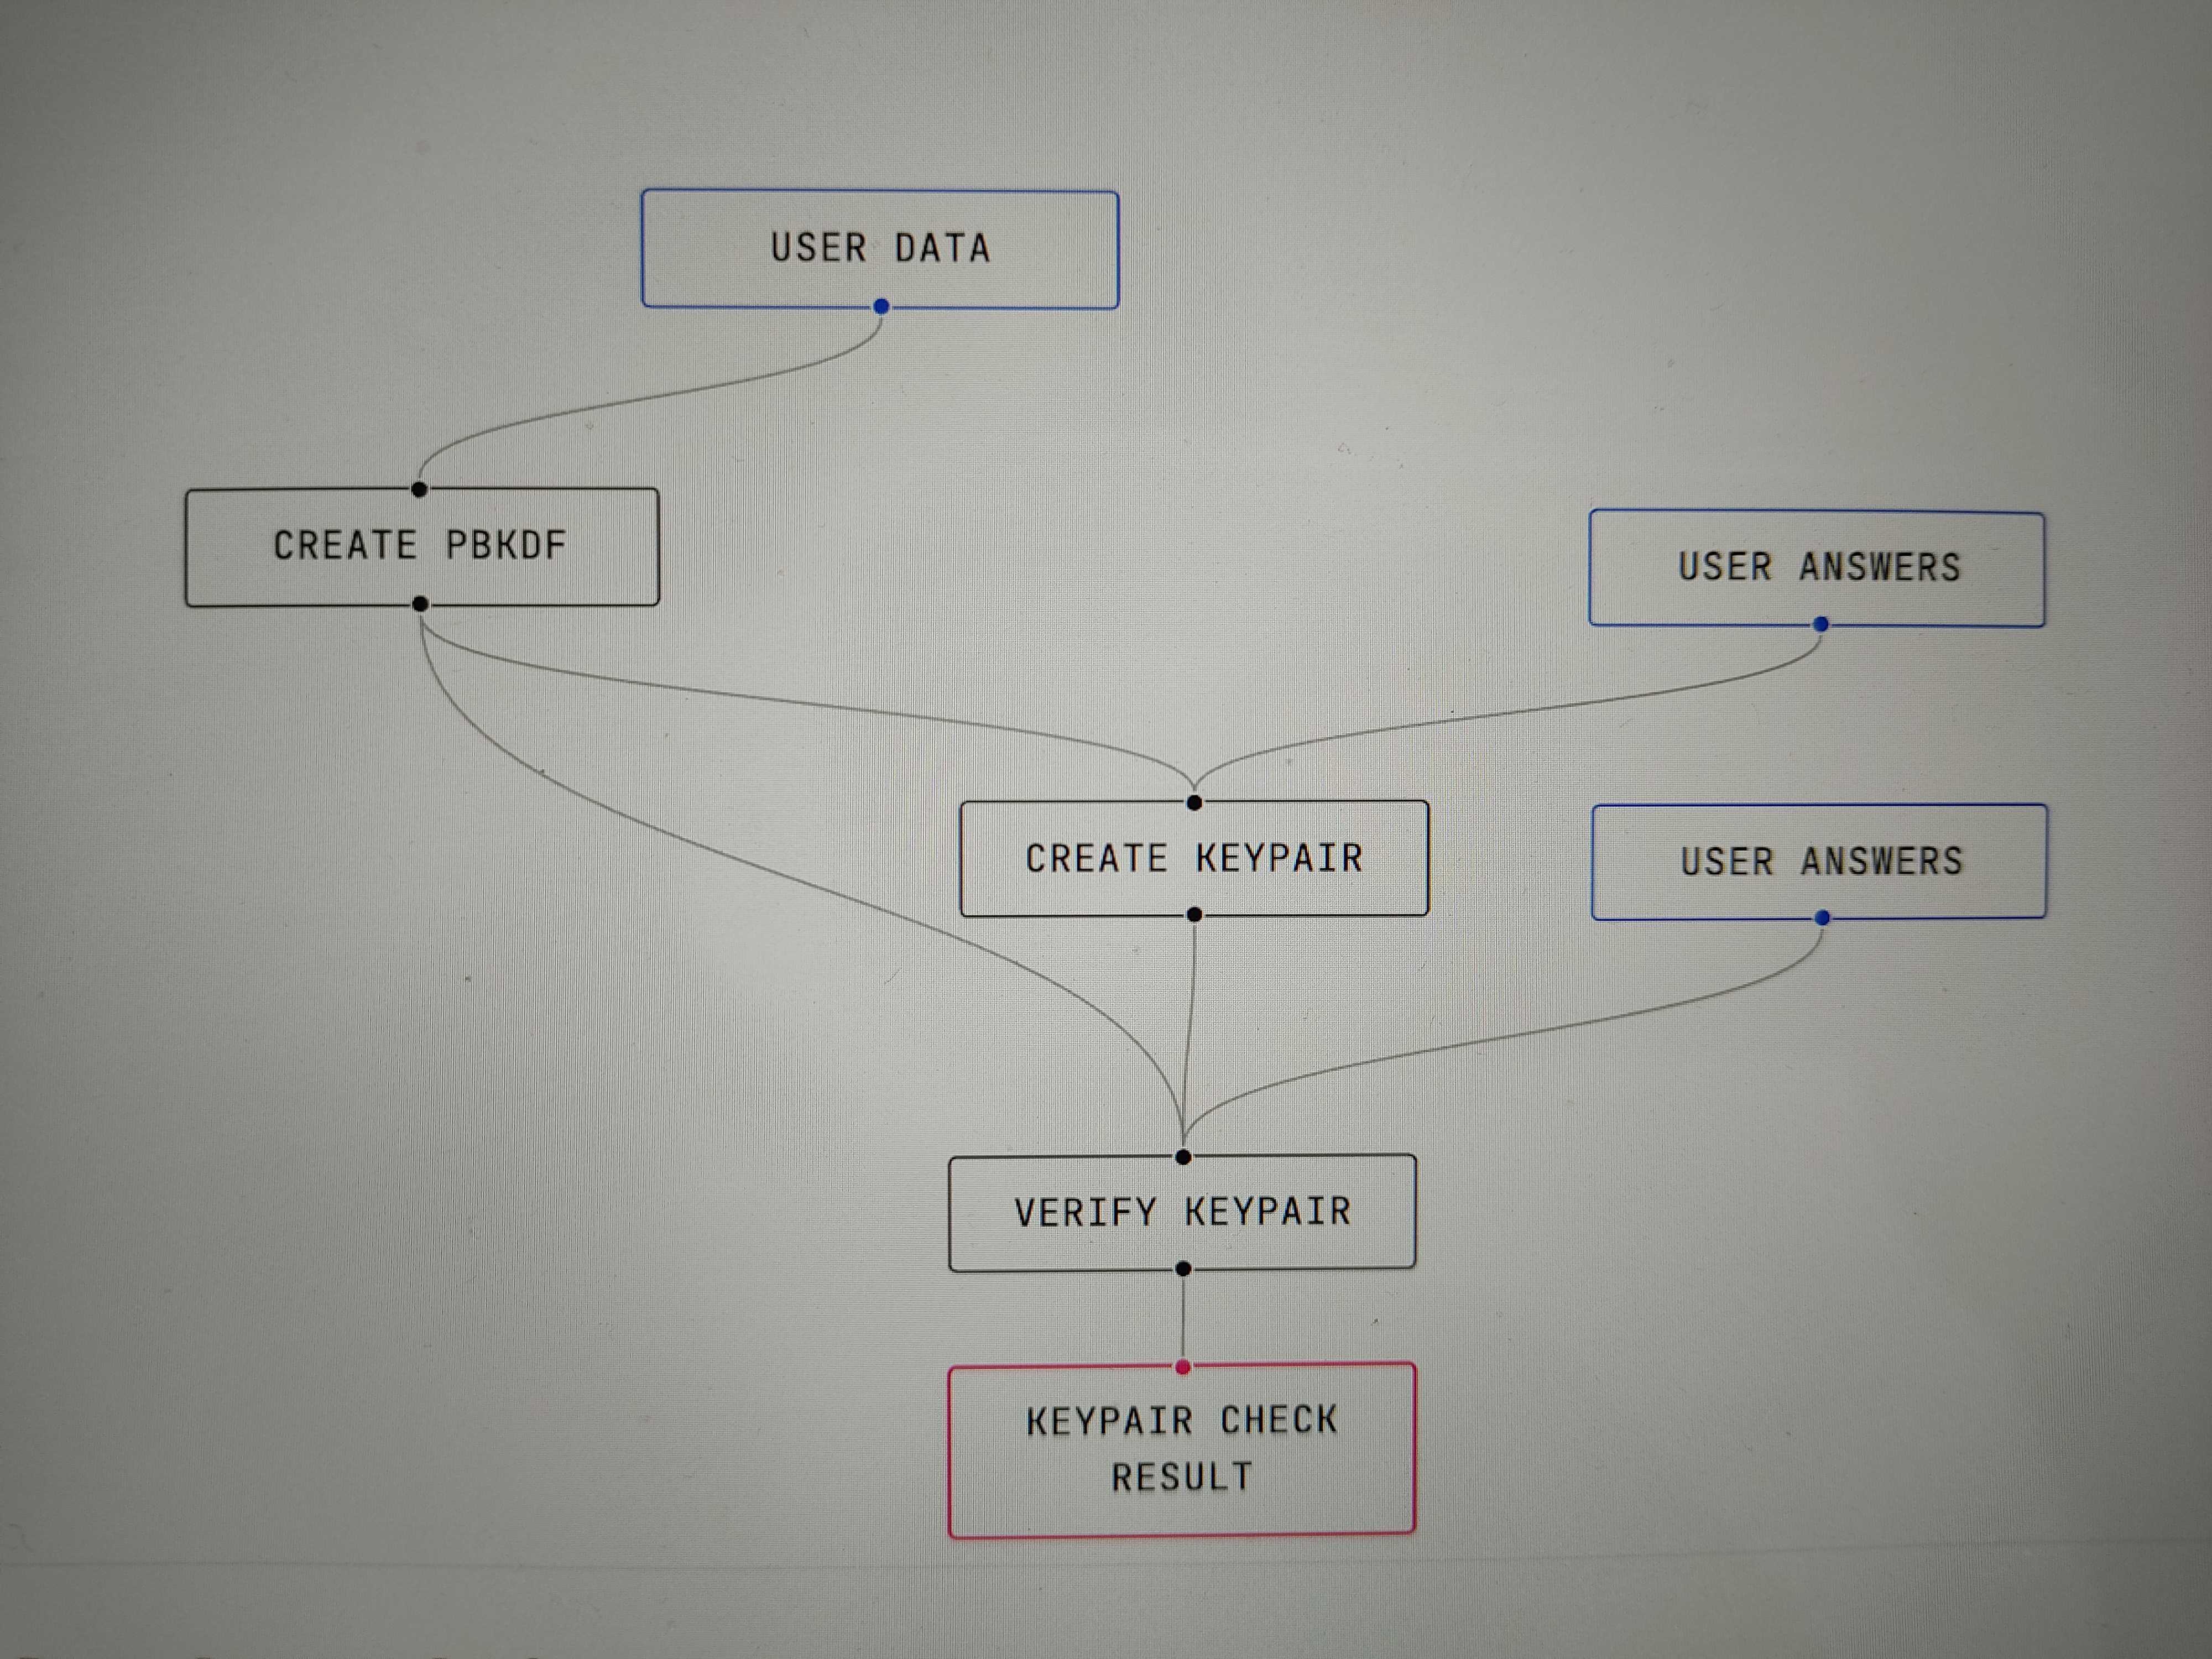 USER DATA
CREATE PBKDF
USER ANSWERS
CREATE KEYPAIR
USER ANSWERS
VERIFY KEYPAIR
KEYPAIR CHECK
RESULT